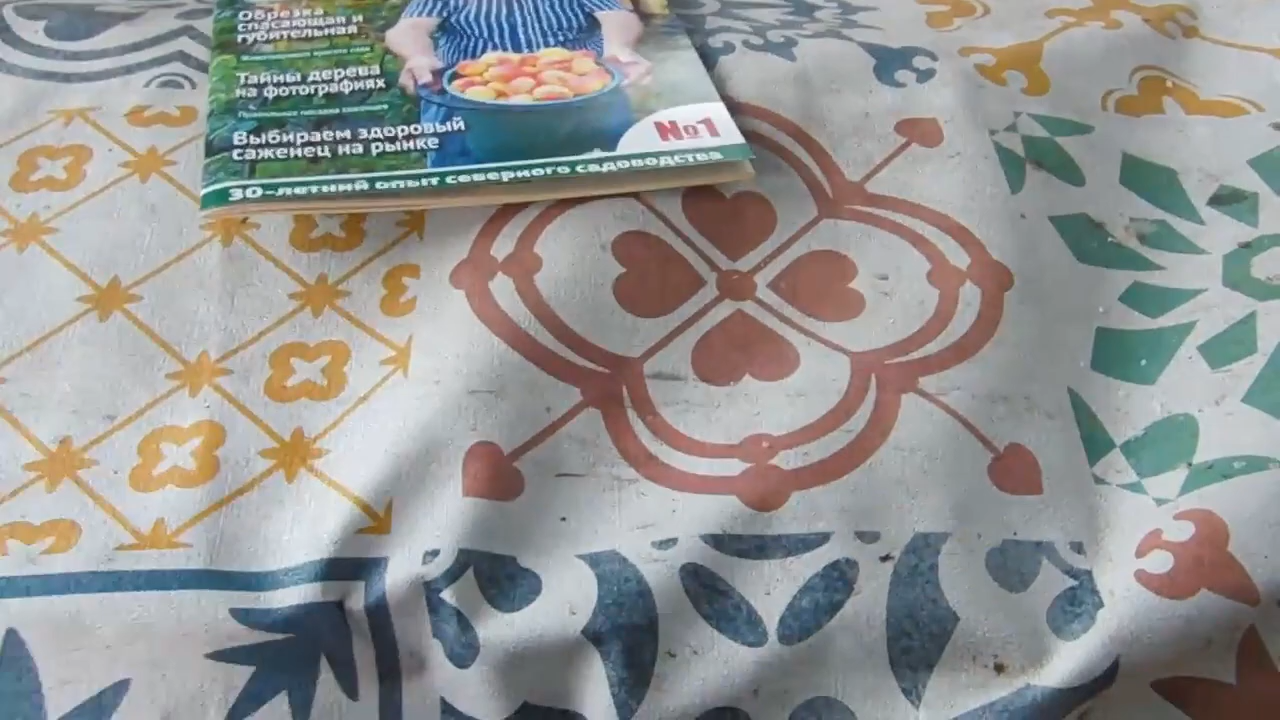 Обрезка
спасающая и
губительная
Тайны дерева
на фотографиях
Выбираем здоровый
саженец на рынке
№1
30-летний опыт северного садоводства